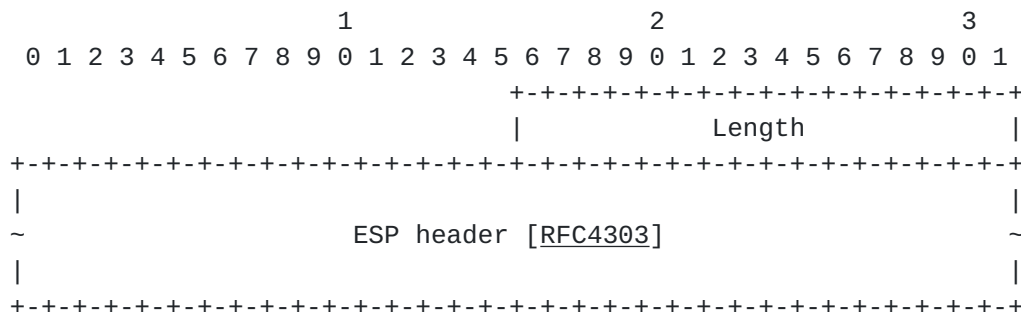 1                   2                   3
 0 1 2 3 4 5 6 7 8 9 0 1 2 3 4 5 6 7 8 9 0 1 2 3 4 5 6 7 8 9 0 1
                                +-+-+-+-+-+-+-+-+-+-+-+-+-+-+-+-+
                                |            Length             |
+-+-+-+-+-+-+-+-+-+-+-+-+-+-+-+-+-+-+-+-+-+-+-+-+-+-+-+-+-+-+-+-+
|                                                               |
~                     ESP header [RFC4303]                      ~
|                                                               |
+-+-+-+-+-+-+-+-+-+-+-+-+-+-+-+-+-+-+-+-+-+-+-+-+-+-+-+-+-+-+-+-+